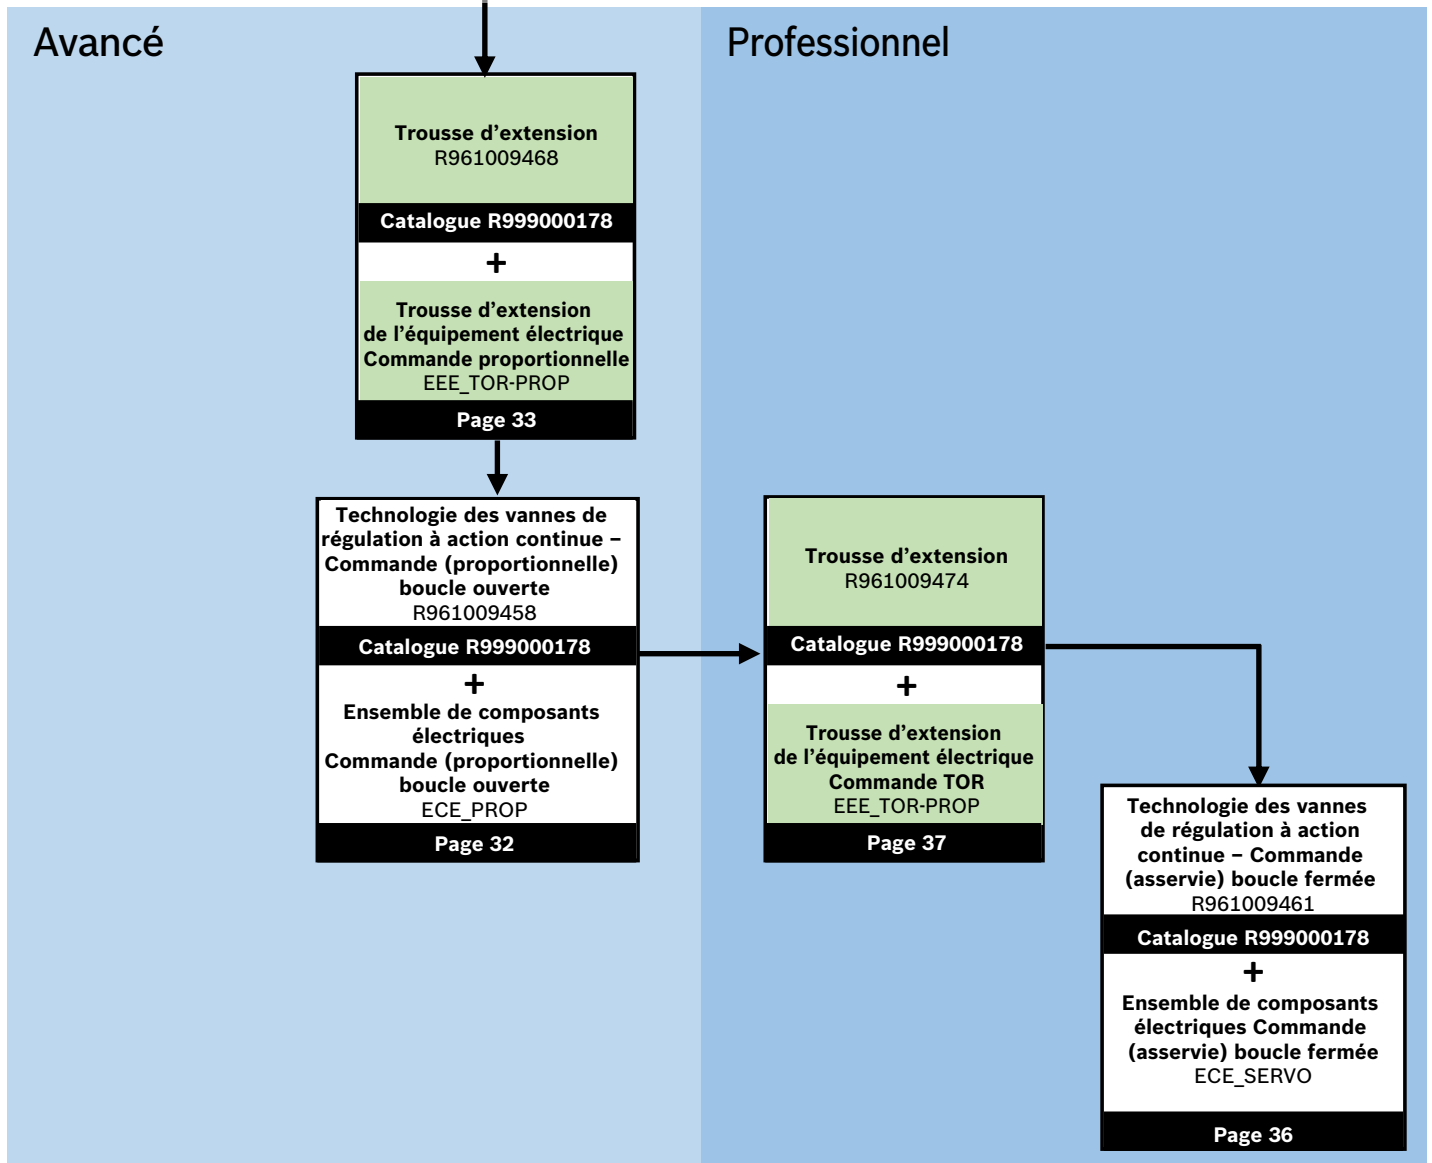 Avancé
Professionnel
Trousse d’extension
R961009468
Catalogue R999000178
+
Trousse d’extension
de l’équipement électrique
Commande proportionnelle
EEE_TOR-PROP
Page 33
Technologie des vannes de
régulation à action continue –
Commande (proportionnelle)
boucle ouverte
R961009458
Catalogue R999000178
+
Ensemble de composants
électriques
Commande (proportionnelle)
boucle ouverte
ECE_PROP
Page 32
Trousse d’extension
R961009474
Catalogue R999000178
+
Trousse d’extension
de l’équipement électrique
Commande TOR
EEE_TOR-PROP
Page 37
Technologie des vannes
de régulation à action
continue – Commande
(asservie) boucle fermée
R961009461
Catalogue R999000178
+
Ensemble de composants
électriques Commande
(asservie) boucle fermée
ECE_SERVO
Page 36